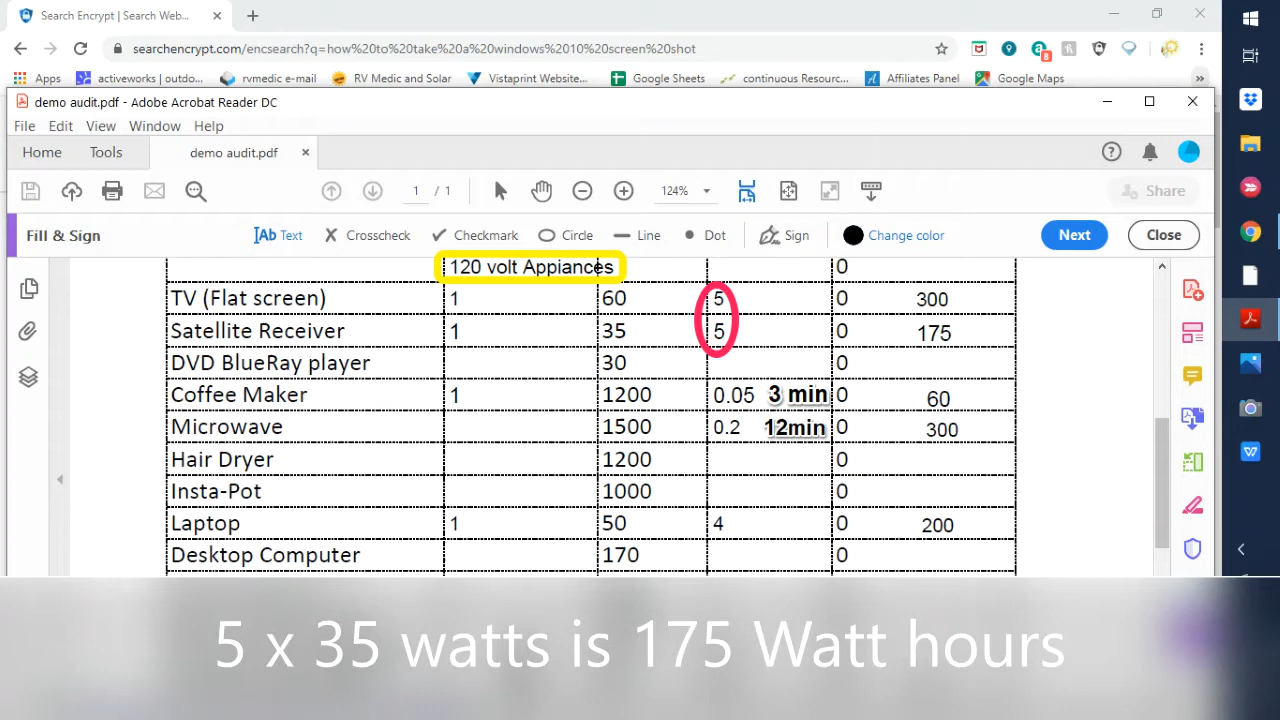 Search Encrypt | Search Web...
searchencrypt.com/encsearch?q=how%20to%20take%20a%20windows%2010%20screen%20shot
8
Apps activeworks | outdo... rvmedic e-mail RV Medic and Solar Vistaprint Website... Google Sheets continuous Resourc... Affiliates Panel Google Maps »
demo audit.pdf - Adobe Acrobat Reader DC
File Edit View Window Help
Home Tools demo audit.pdf ×
1 / 1 124% Share
Fill & Sign Ab Text Crosscheck Checkmark Circle Line Dot Sign Change color Next Close
120 volt Appiances 0
TV (Flat screen) 1 60 5 0 300
Satellite Receiver 1 35 5 0 175
DVD BlueRay player 30 0
Coffee Maker 1 1200 0.05 3 min 0 60
Microwave 1500 0.2 12min 0 300
Hair Dryer 1200 0
Insta-Pot 1000 0
Laptop 1 50 4 0 200
Desktop Computer 170 0
5 x 35 watts is 175 Watt hours